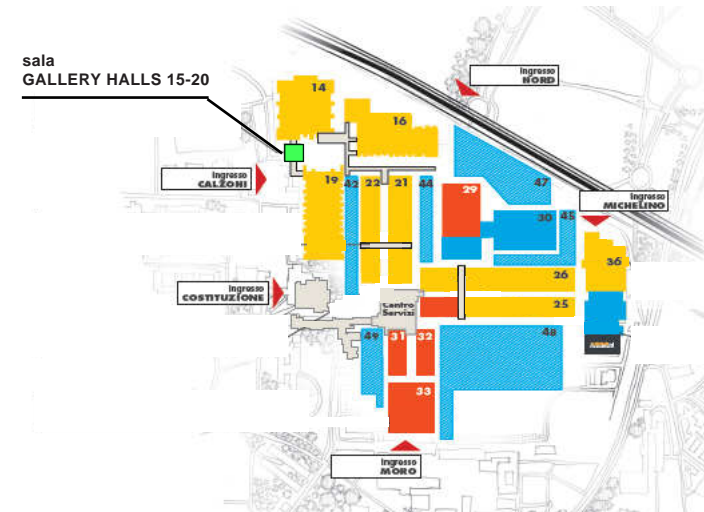 sala
GALLERY HALLS 15-20
Ingresso
NORD
14
16
Ingresso
CALZONI
19
42
22
21
44
29
47
Ingresso
MICHELINO
30
45
36
26
Ingresso
COSTITUZIONE
Centro
Servizi
25
49
31
32
48
33
Ingresso
MORO